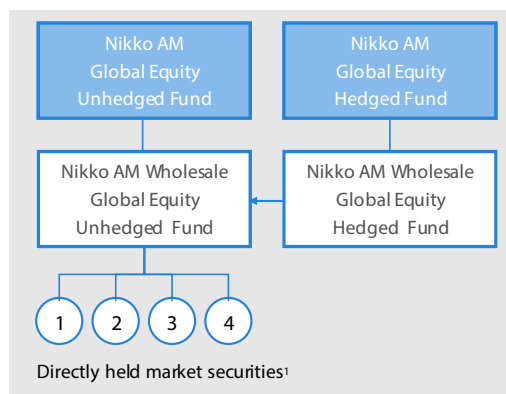 Nikko AM
Global Equity
Unhedged Fund
Nikko AM
Global Equity
Hedged Fund
Nikko AM Wholesale
Global Equity
Unhedged Fund
Nikko AM Wholesale
Global Equity
Hedged Fund
1 2 3 4
Directly held market securities¹